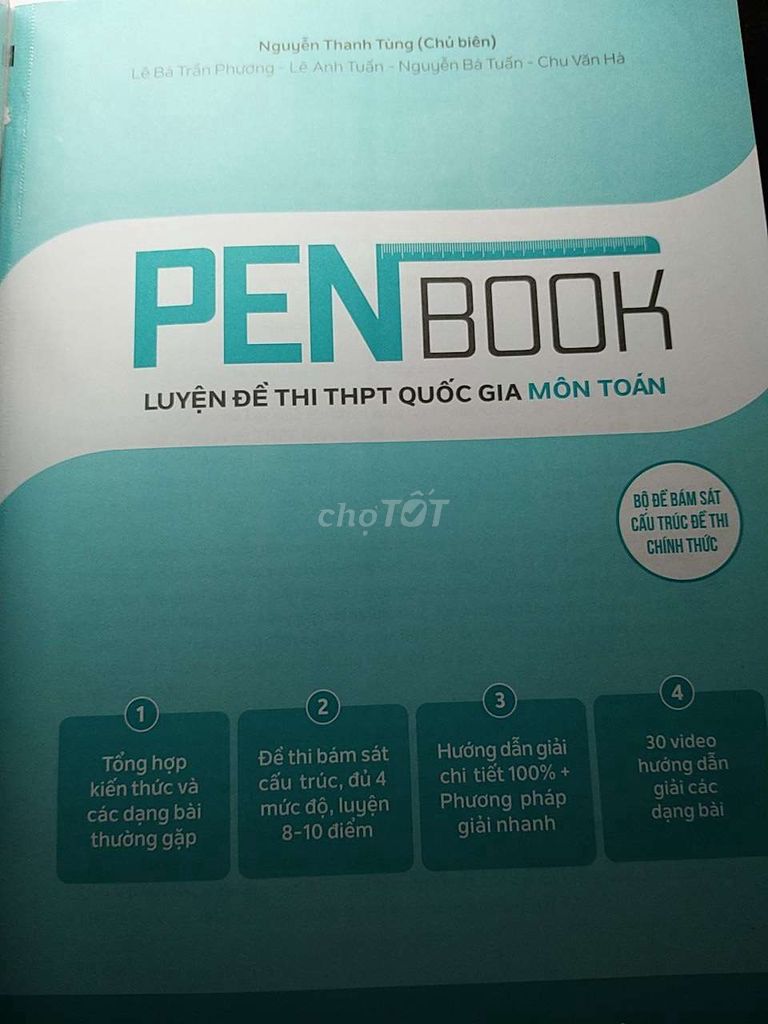 Nguyễn Thanh Tùng (Chủ biên)
Lê Bá Trần Phương - Lê Anh Tuấn - Nguyễn Bá Tuấn - Chu Văn Hà
PEN BOOK
LUYỆN ĐỀ THI THPT QUỐC GIA MÔN TOÁN
chợTỐT
BỘ ĐỀ BÁM SÁT
CẤU TRÚC ĐỀ THI
CHÍNH THỨC
1
Tổng hợp
kiến thức và
các dạng bài
thường gặp
2
Đề thi bám sát
cấu trúc, đủ 4
mức độ, luyện
8-10 điểm
3
Hướng dẫn giải
chi tiết 100% +
Phương pháp
giải nhanh
4
30 video
hướng dẫn
giải các
dạng bài